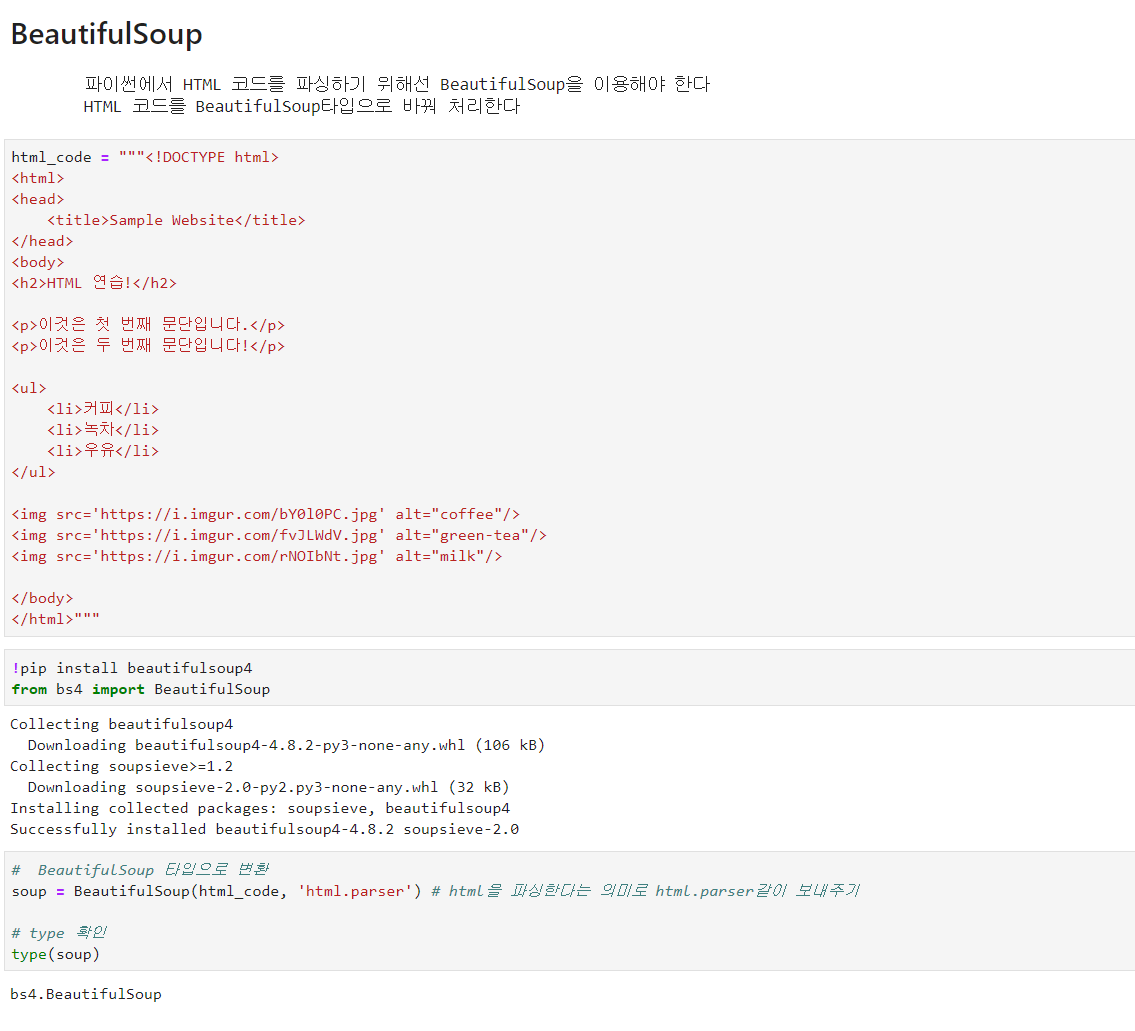 BeautifulSoup
파이썬에서 HTML 코드를 파싱하기 위해선 BeautifulSoup을 이용해야 한다
HTML 코드를 BeautifulSoup타입으로 바꿔 처리한다
html_code = """<!DOCTYPE html>
<html>
<head>
    <title>Sample Website</title>
</head>
<body>
<h2>HTML 연습!</h2>
<p>이것은 첫 번째 문단입니다.</p>
<p>이것은 두 번째 문단입니다!</p>
<ul>
    <li>커피</li>
    <li>녹차</li>
    <li>우유</li>
</ul>
<img src='https://i.imgur.com/bY0l0PC.jpg' alt="coffee"/>
<img src='https://i.imgur.com/fvJLWdV.jpg' alt="green-tea"/>
<img src='https://i.imgur.com/rNOIbNt.jpg' alt="milk"/>
</body>
</html>"""
!pip install beautifulsoup4
from bs4 import BeautifulSoup
Collecting beautifulsoup4
  Downloading beautifulsoup4-4.8.2-py3-none-any.whl (106 kB)
Collecting soupsieve>=1.2
  Downloading soupsieve-2.0-py2.py3-none-any.whl (32 kB)
Installing collected packages: soupsieve, beautifulsoup4
Successfully installed beautifulsoup4-4.8.2 soupsieve-2.0
#  BeautifulSoup 타입으로 변환
soup = BeautifulSoup(html_code, 'html.parser') # html을 파싱한다는 의미로 html.parser같이 보내주기
# type 확인
type(soup)
bs4.BeautifulSoup